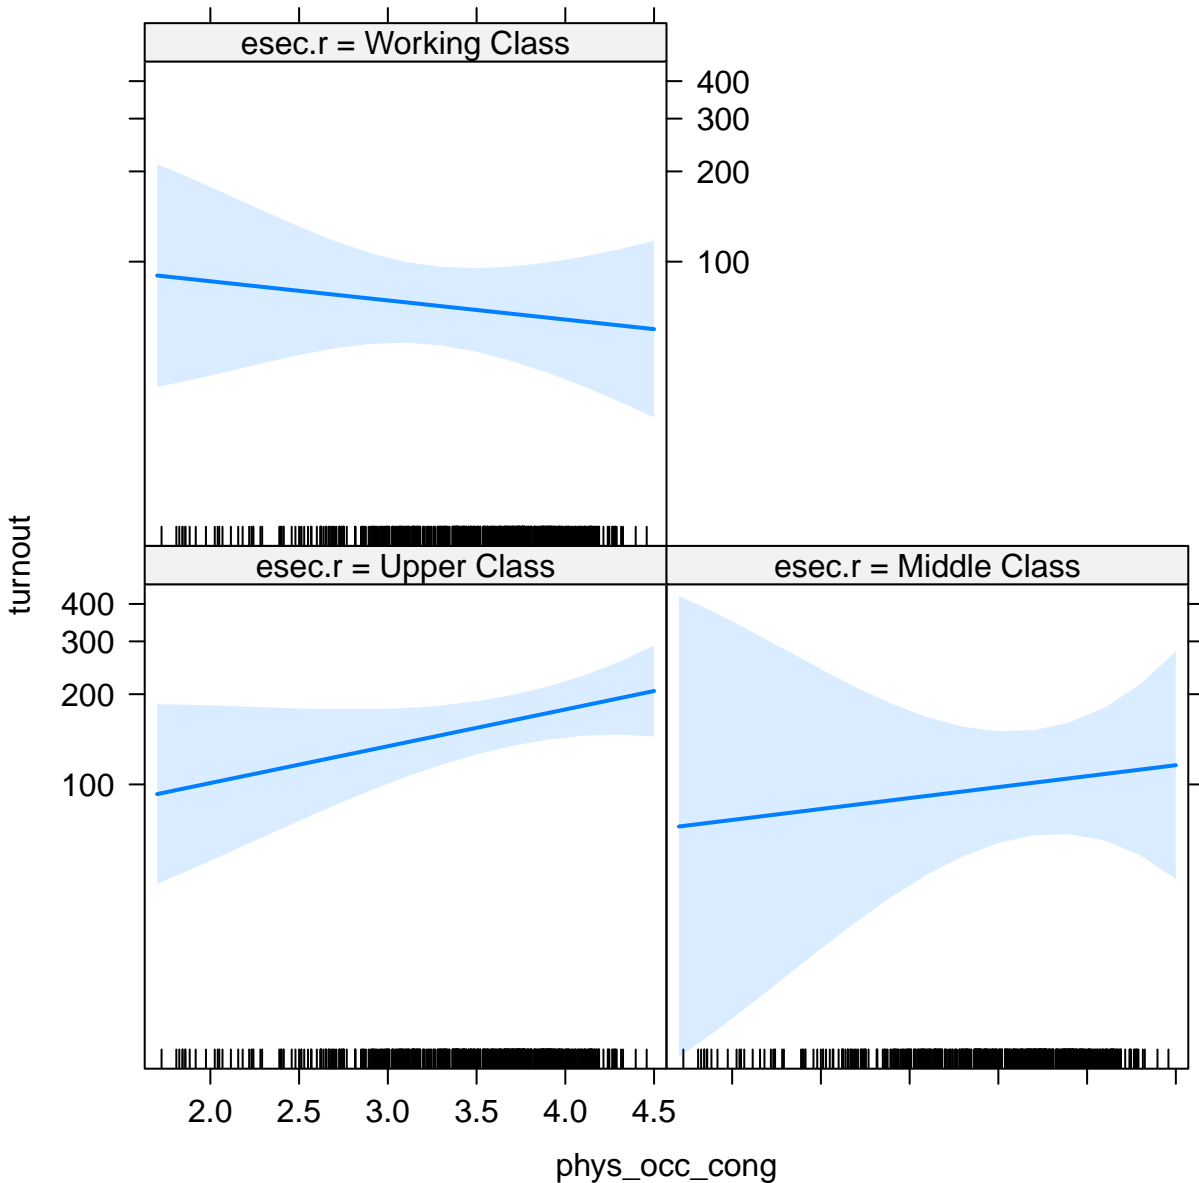 esec.r = Working Class
400
300
200
100
turnout
esec.r = Upper Class
esec.r = Middle Class
400
300
200
100
2.0 2.5 3.0 3.5 4.0 4.5
phys_occ_cong